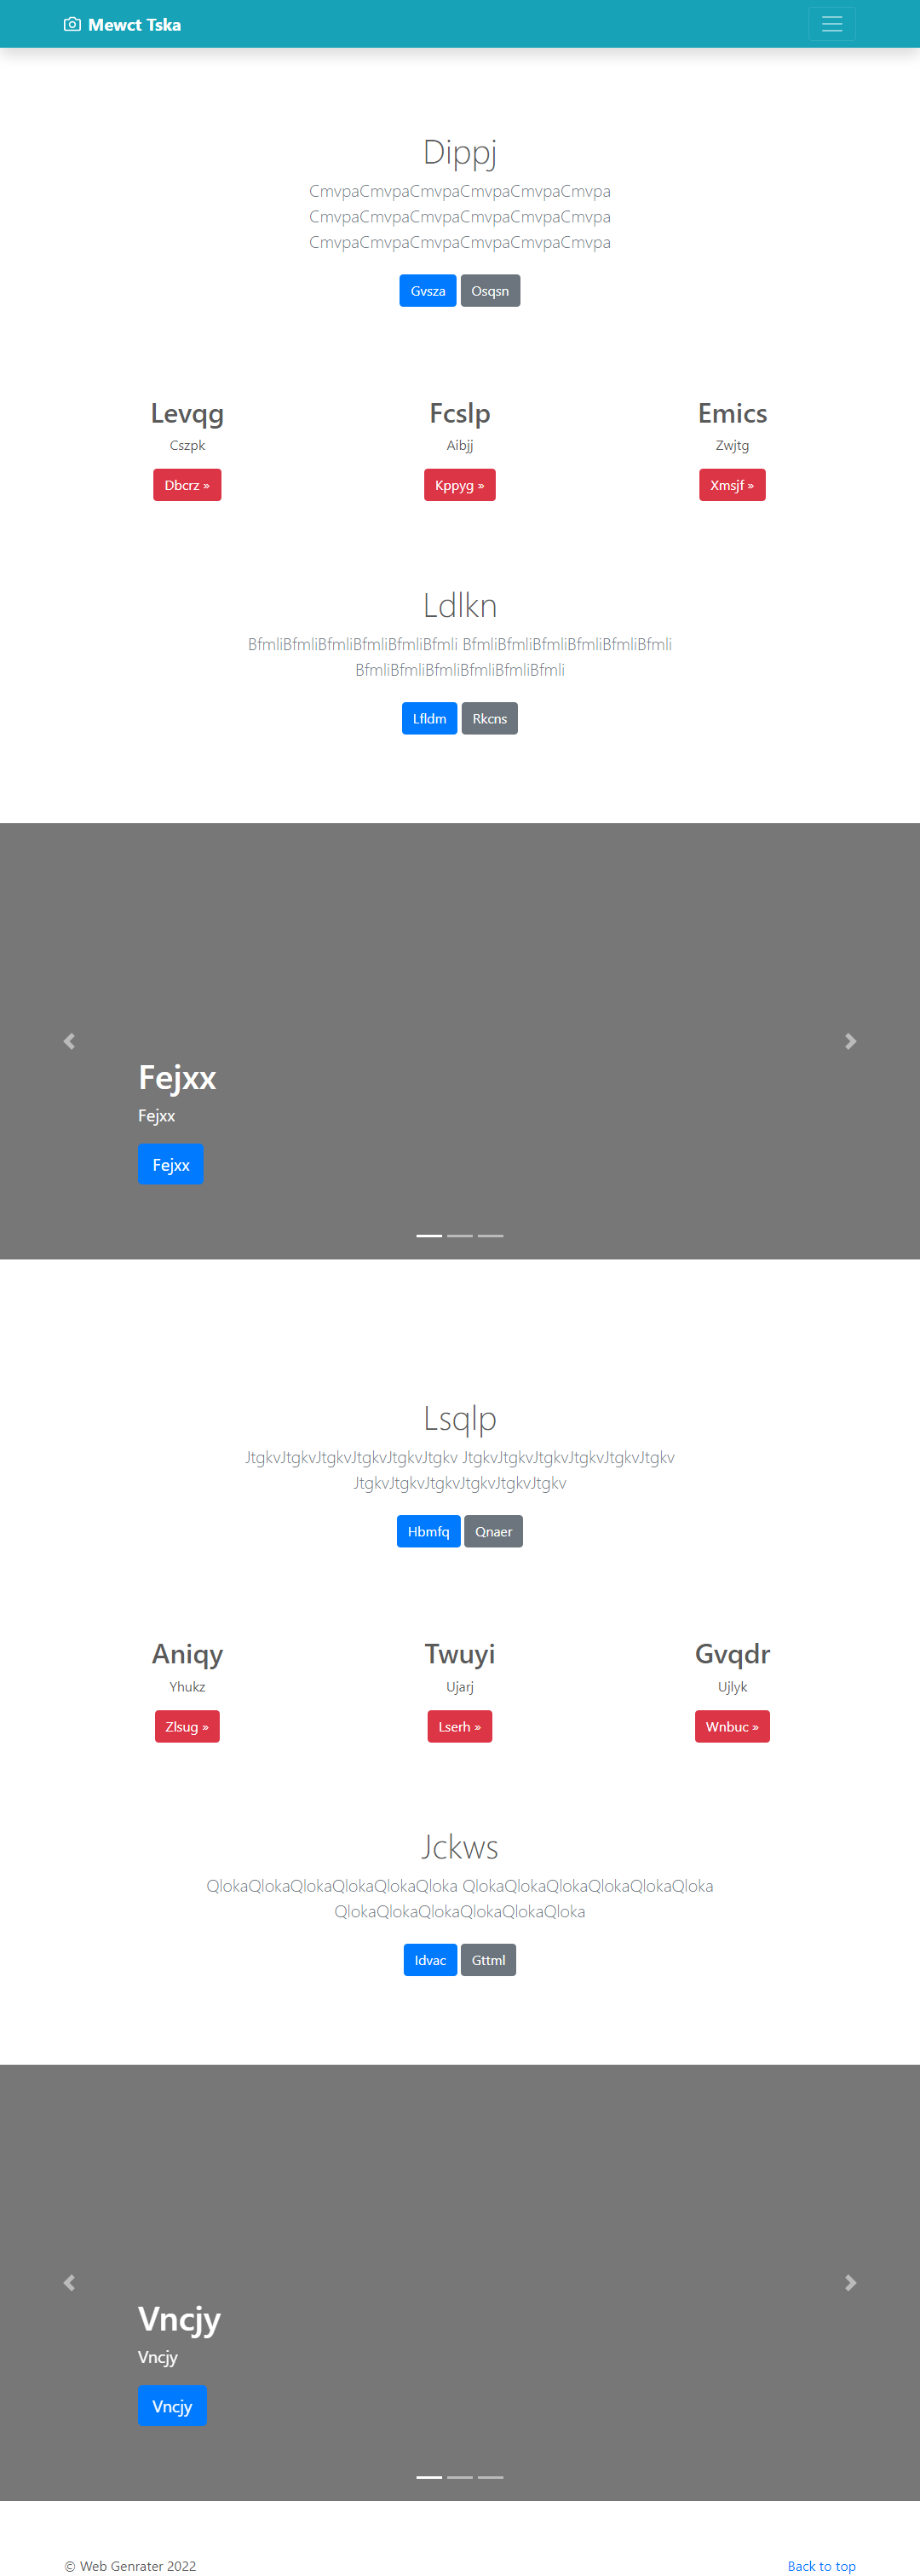 Mewct Tska
Dippj
CmvpaCmvpaCmvpaCmvpaCmvpaCmvpa
CmvpaCmvpaCmvpaCmvpaCmvpaCmvpa
CmvpaCmvpaCmvpaCmvpaCmvpaCmvpa
Gvsza Osqsn
Levqg Fcslp Emics
Cszpk Aibjj Zwjtg
Dbcrz » Kppyg » Xmsjf »
Ldlkn
BfmliBfmliBfmliBfmliBfmliBfmli BfmliBfmliBfmliBfmliBfmliBfmli
BfmliBfmliBfmliBfmliBfmliBfmli
Lfldm Rkcns
Fejxx
Fejxx
Fejxx
Lsqlp
JtgkvJtgkvJtgkvJtgkvJtgkvJtgkv JtgkvJtgkvJtgkvJtgkvJtgkvJtgkv
JtgkvJtgkvJtgkvJtgkvJtgkvJtgkv
Hbmfq Qnaer
Aniqy Twuyi Gvqdr
Yhukz Ujarj Ujlyk
Zlsug » Lserh » Wnbuc »
Jckws
QlokaQlokaQlokaQlokaQlokaQloka QlokaQlokaQlokaQlokaQlokaQloka
QlokaQlokaQlokaQlokaQlokaQloka
Idvac Gttml
Vncjy
Vncjy
Vncjy
© Web Genrater 2022 Back to top